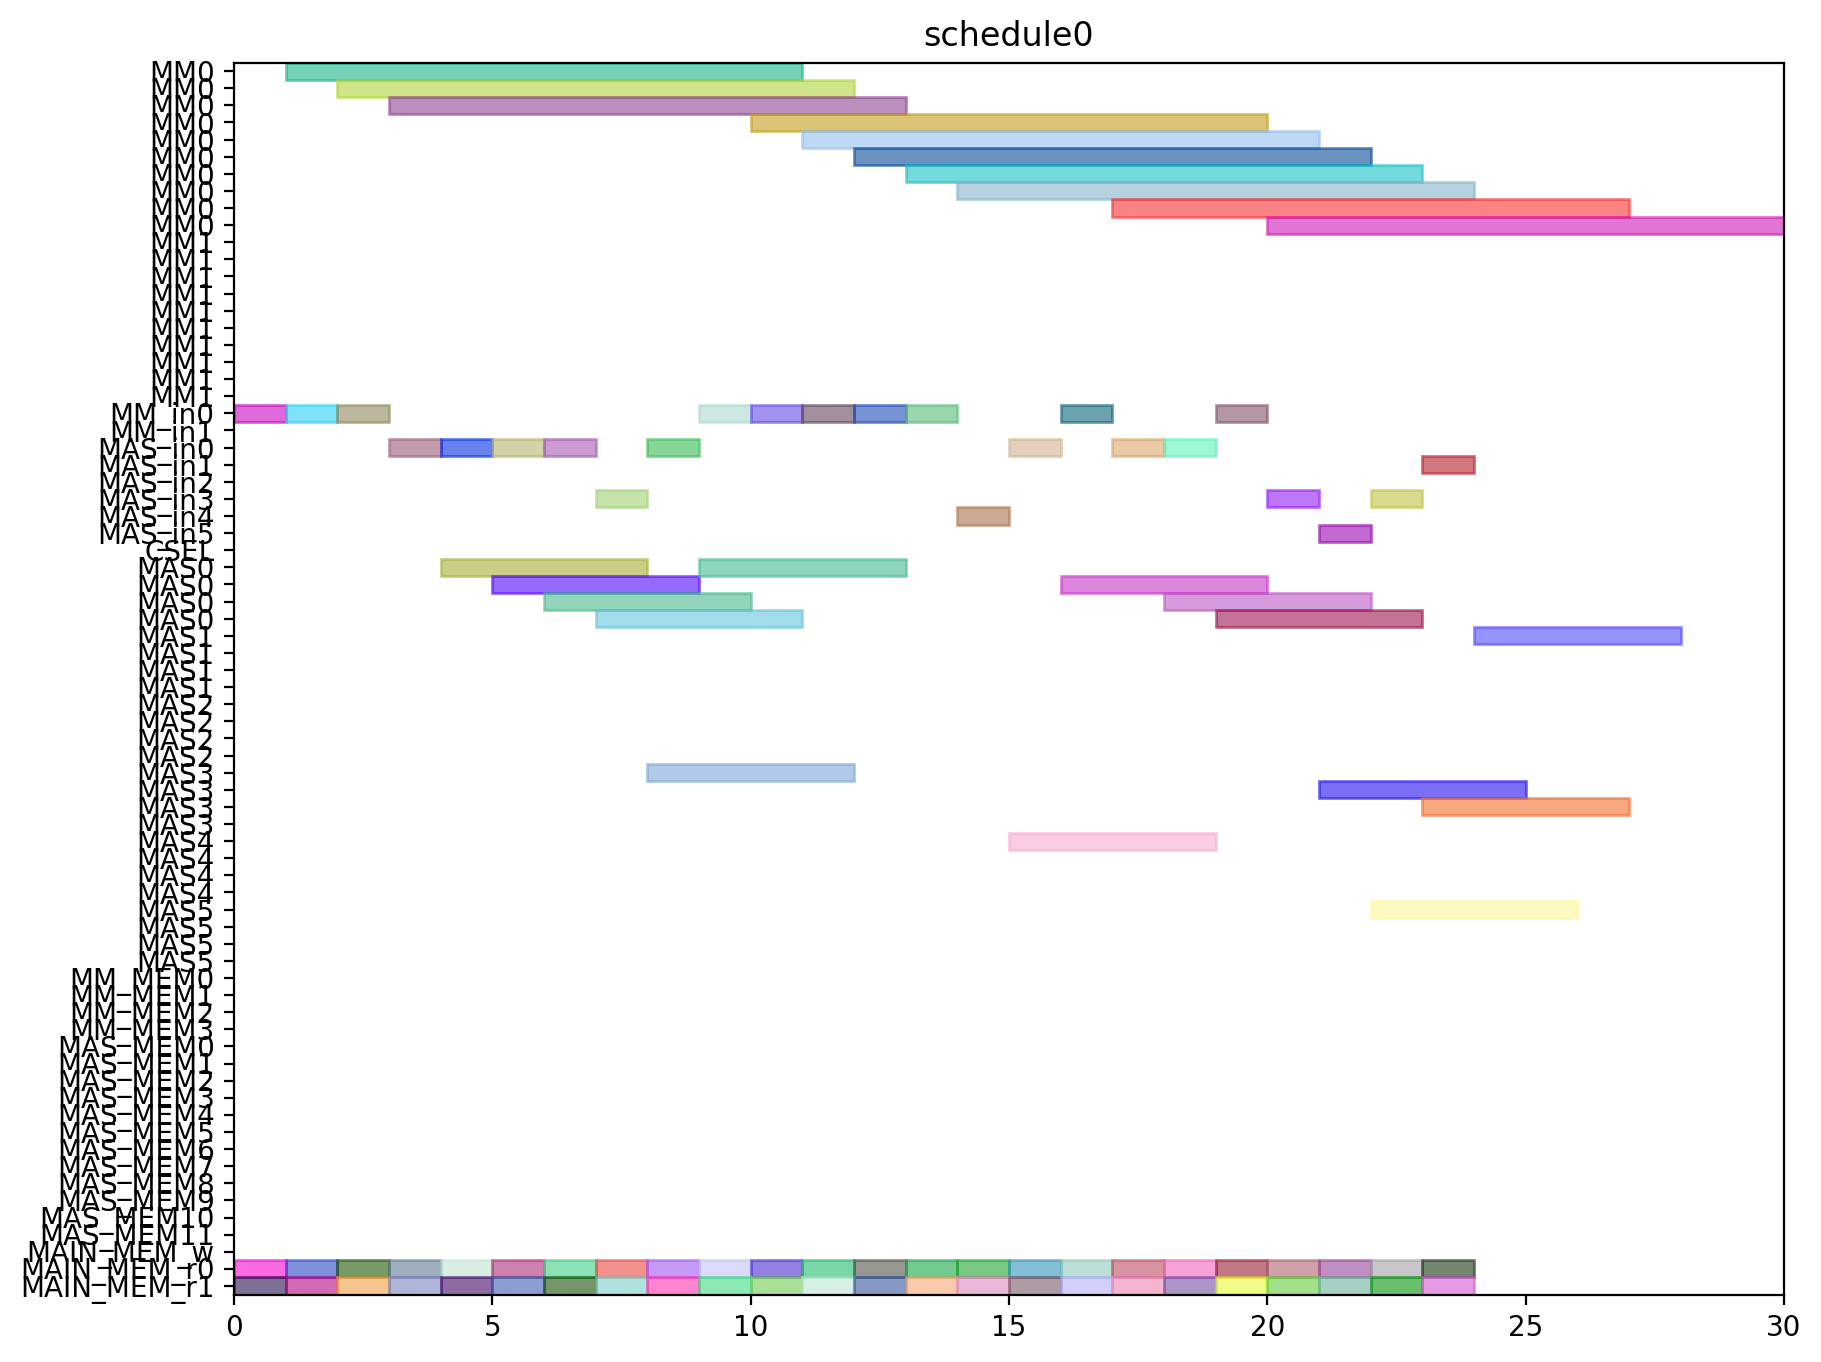 schedule0
MM0
MM0
MM0
MM0
MM0
MM0
MM0
MM0
MM0
MM0
MM1
MM1
MM1
MM1
MM1
MM1
MM1
MM1
MM1
MM1
MM_in0
MM_in1
MAS_in0
MAS_in1
MAS_in2
MAS_in3
MAS_in4
MAS_in5
CSEL
MAS0
MAS0
MAS0
MAS0
MAS1
MAS1
MAS1
MAS1
MAS2
MAS2
MAS2
MAS2
MAS3
MAS3
MAS3
MAS3
MAS4
MAS4
MAS4
MAS4
MAS5
MAS5
MAS5
MAS5
MM_MEM0
MM_MEM1
MM_MEM2
MM_MEM3
MAS_MEM0
MAS_MEM1
MAS_MEM2
MAS_MEM3
MAS_MEM4
MAS_MEM5
MAS_MEM6
MAS_MEM7
MAS_MEM8
MAS_MEM9
MAS_MEM10
MAS_MEM11
MAIN_MEM_w
MAIN_MEM_r0
MAIN_MEM_r1
0 5 10 15 20 25 30